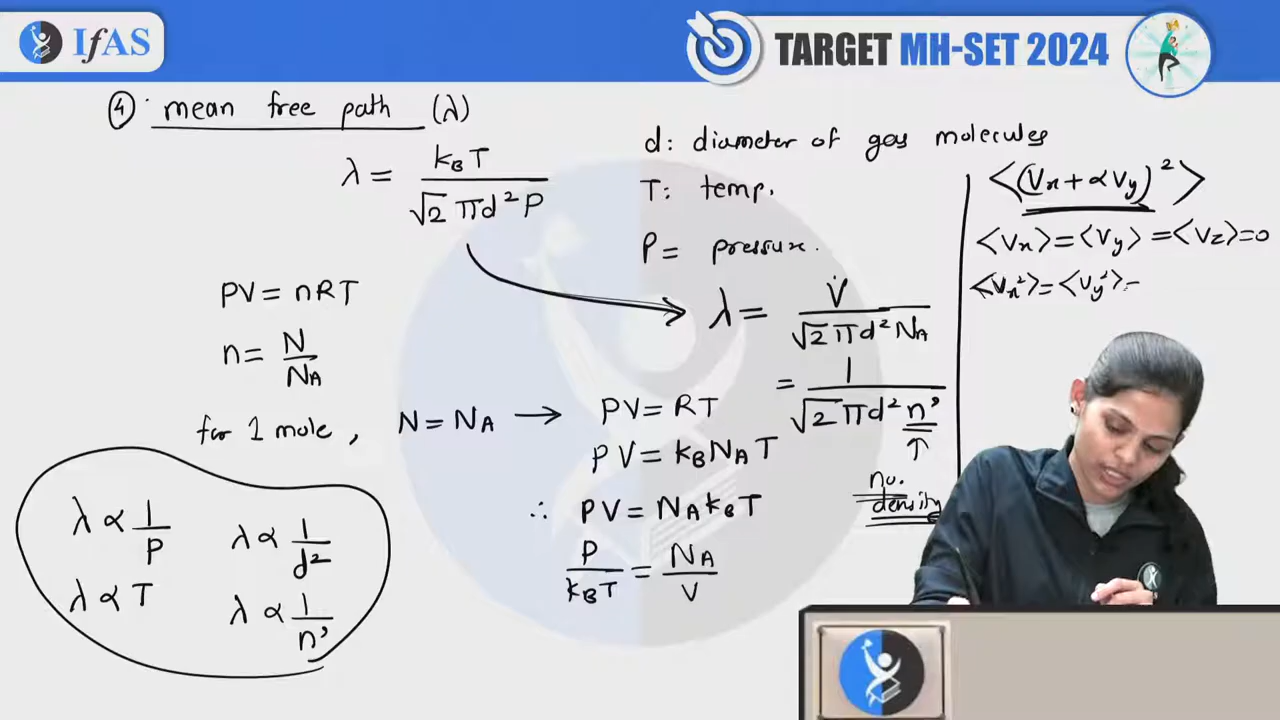 IfAS
TARGET MH-SET 2024
④ mean free path (λ)
λ = k_B T / √2 πd² P
PV = nRT
n = N / N_A
for 1 mole, N = N_A → PV = RT
PV = k_B N_A T
∴ PV = N_A k_B T
P / k_B T = N_A / V
λ ∝ 1/P
λ ∝ 1/d²
λ ∝ T
λ ∝ 1/n'
d: diameter of gas molecules
T: temp.
P = pressure.
λ = V / √2 πd² N_A
= 1 / √2 πd² n'
↑
no.
density
<(Vx + αVy)²>
<Vx> = <Vy> = <Vz> = 0
<Vx²> = <Vy²> =